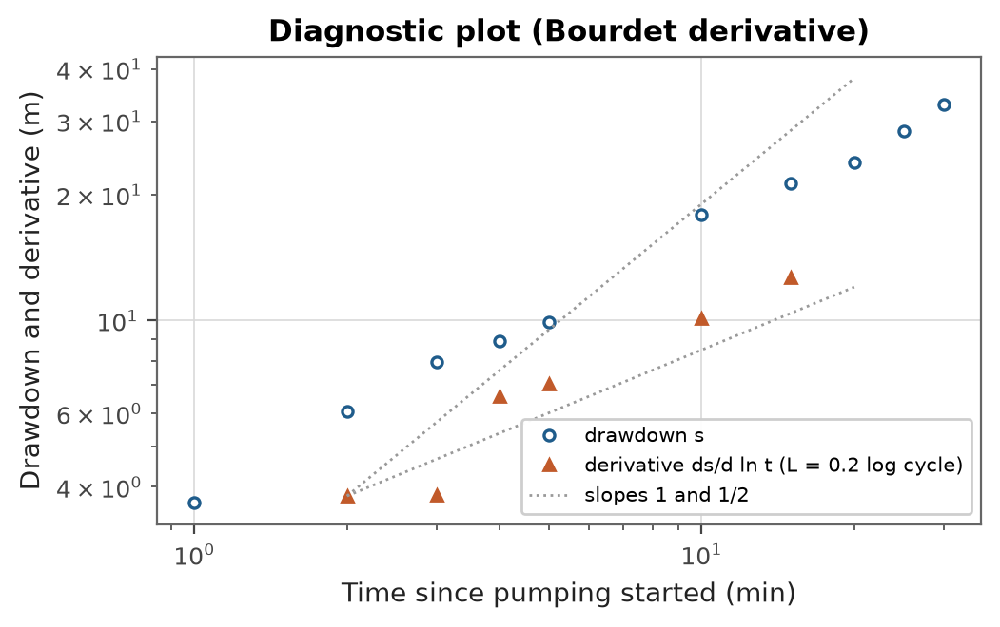 Diagnostic plot (Bourdet derivative)
Drawdown and derivative (m)
4 × 10¹
3 × 10¹
2 × 10¹
10¹
6 × 10⁰
4 × 10⁰
drawdown s
derivative ds/d ln t (L = 0.2 log cycle)
slopes 1 and 1/2
10⁰ 10¹
Time since pumping started (min)